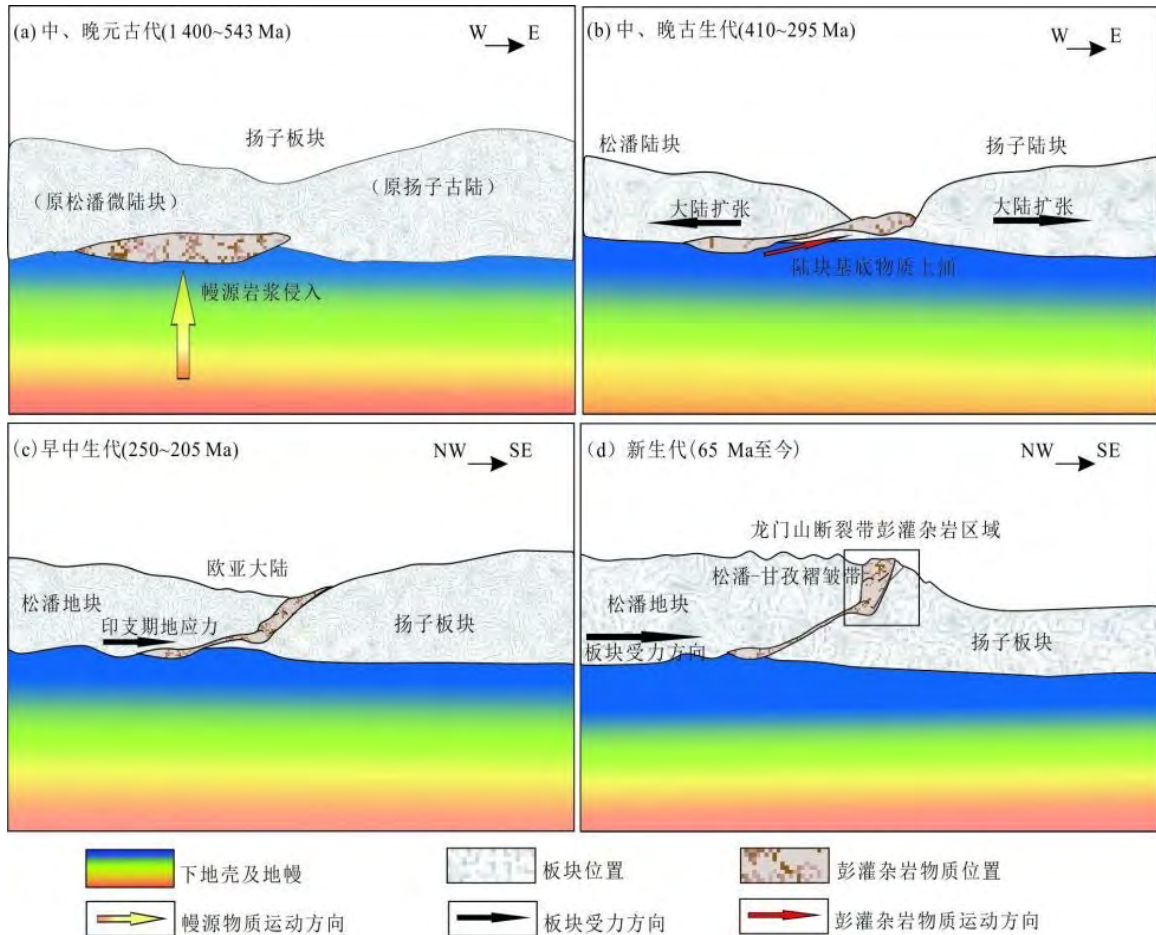 (a) 中、晚元古代(1 400~543 Ma)
W E
扬子板块
(原松潘微陆块)
(原扬子古陆)
幔源岩浆侵入
(b) 中、晚古生代(410~295 Ma)
W E
松潘陆块
扬子陆块
大陆扩张
大陆扩张
陆块基底物质上涌
(c) 早中生代(250~205 Ma)
NW SE
欧亚大陆
松潘地块
印支期地应力
扬子板块
(d) 新生代(65 Ma至今)
NW SE
龙门山断裂带彭灌杂岩区域
松潘-甘孜褶皱带
松潘地块
板块受力方向
扬子板块
下地壳及地幔
板块位置
彭灌杂岩物质位置
幔源物质运动方向
板块受力方向
彭灌杂岩物质运动方向